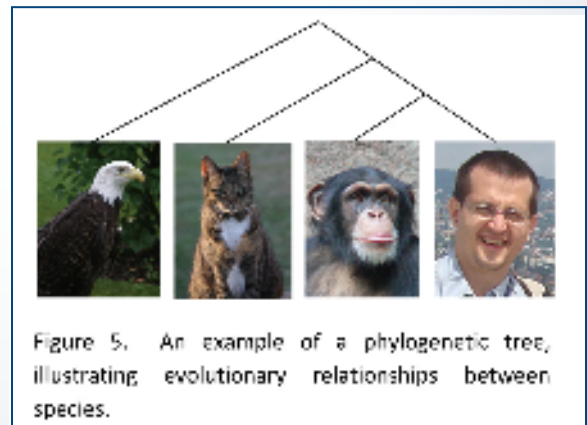 Figure 5. An example of a phylogenetic tree,
illustrating evolutionary relationships between
species.